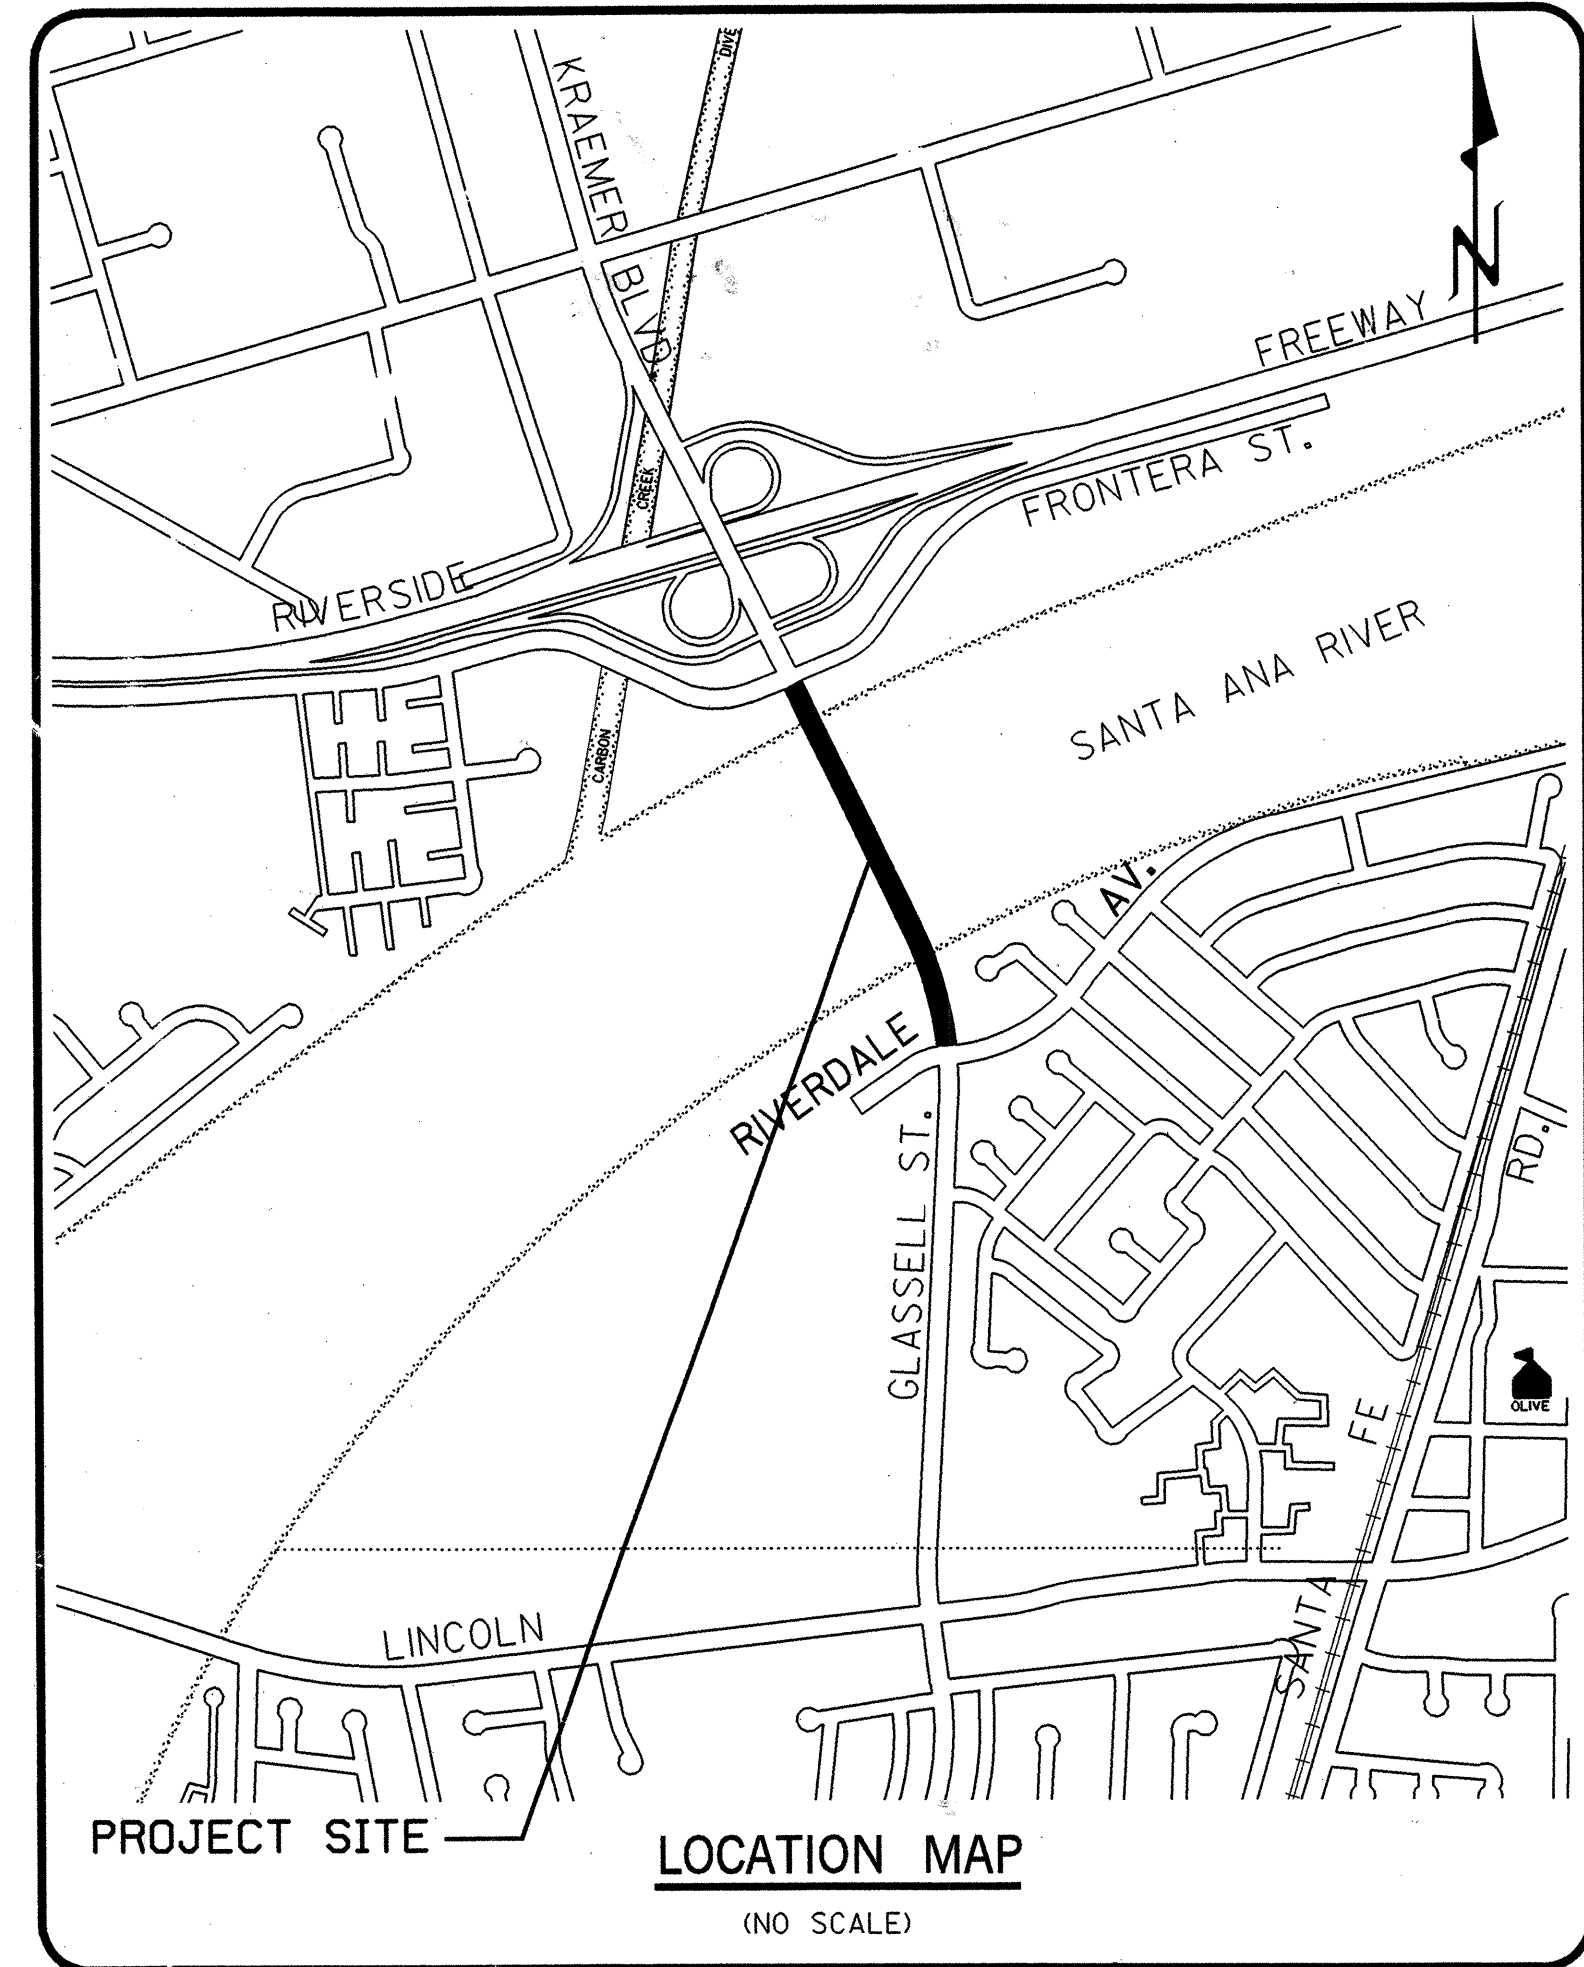 KRAEMER BLVD
DIVE
N
FREEWAY
FRONTERA ST.
CREEK
RIVERSIDE
SANTA ANA RIVER
CARBON
RIVERDALE AV.
GLASSELL ST.
RD.
OLIVE
SANTA FE
LINCOLN
PROJECT SITE
LOCATION MAP
(NO SCALE)